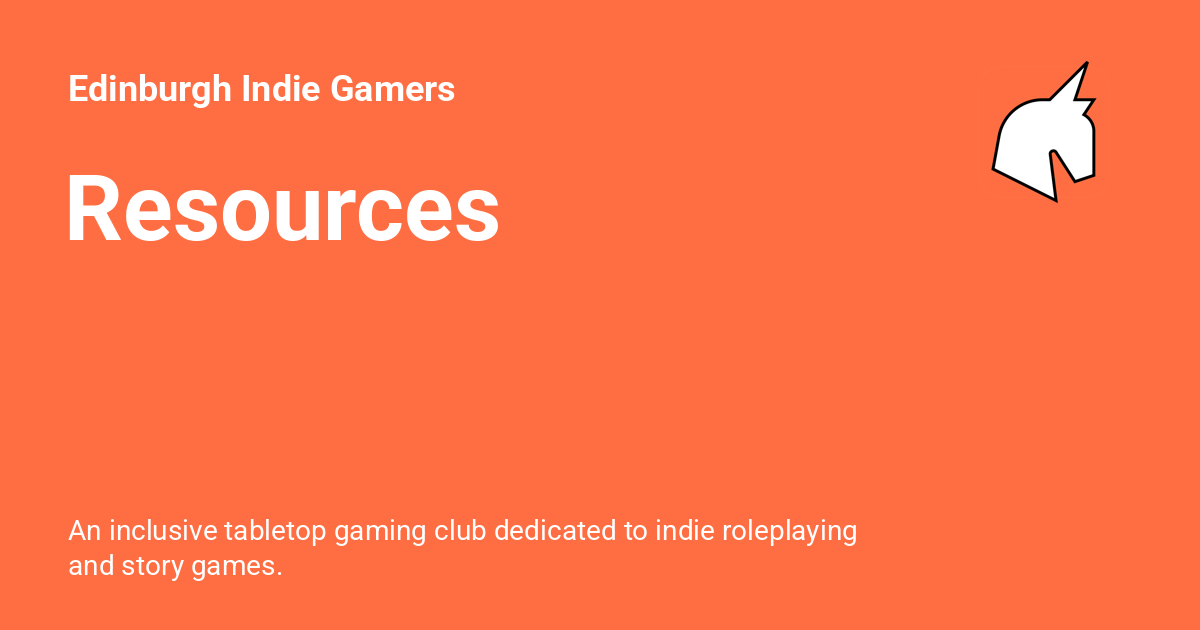 Edinburgh Indie Gamers
Resources
An inclusive tabletop gaming club dedicated to indie roleplaying
and story games.